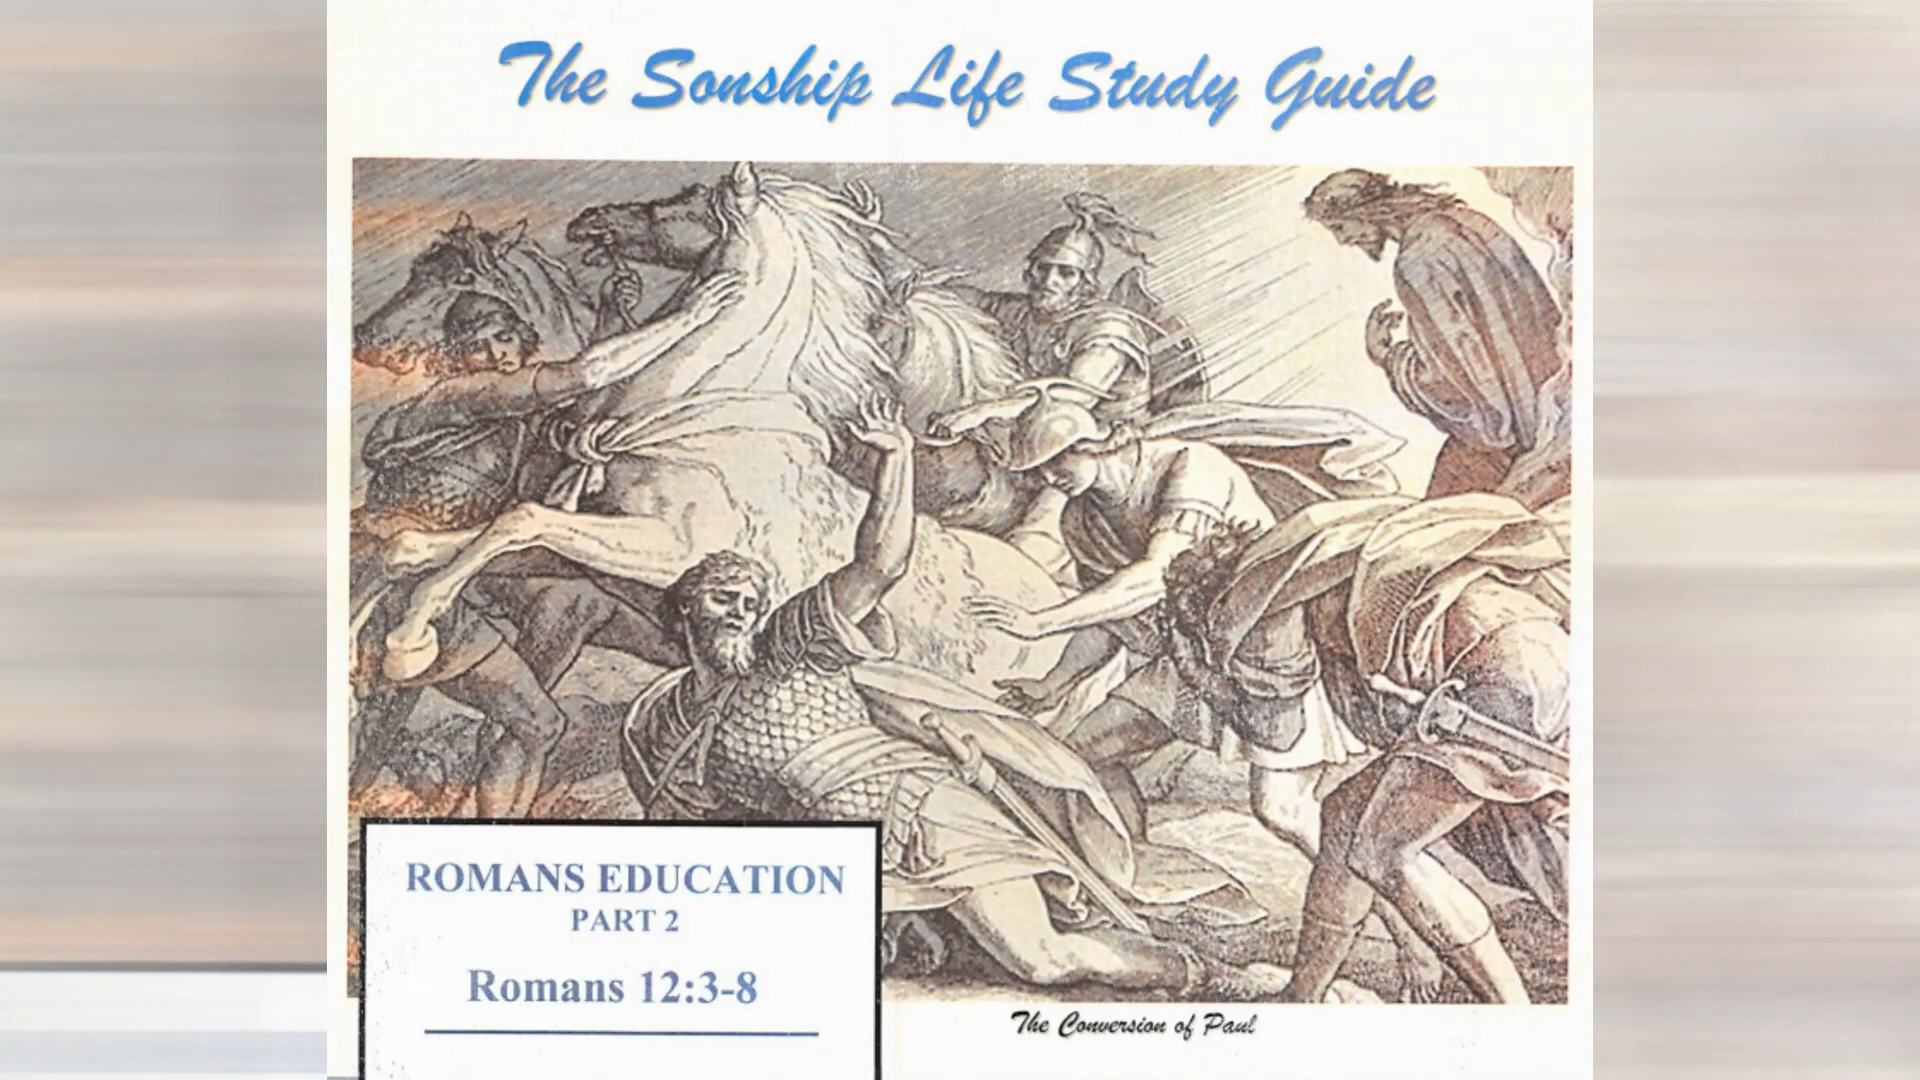 The Sonship Life Study Guide
ROMANS EDUCATION
PART 2
Romans 12:3-8
The Conversion of Paul